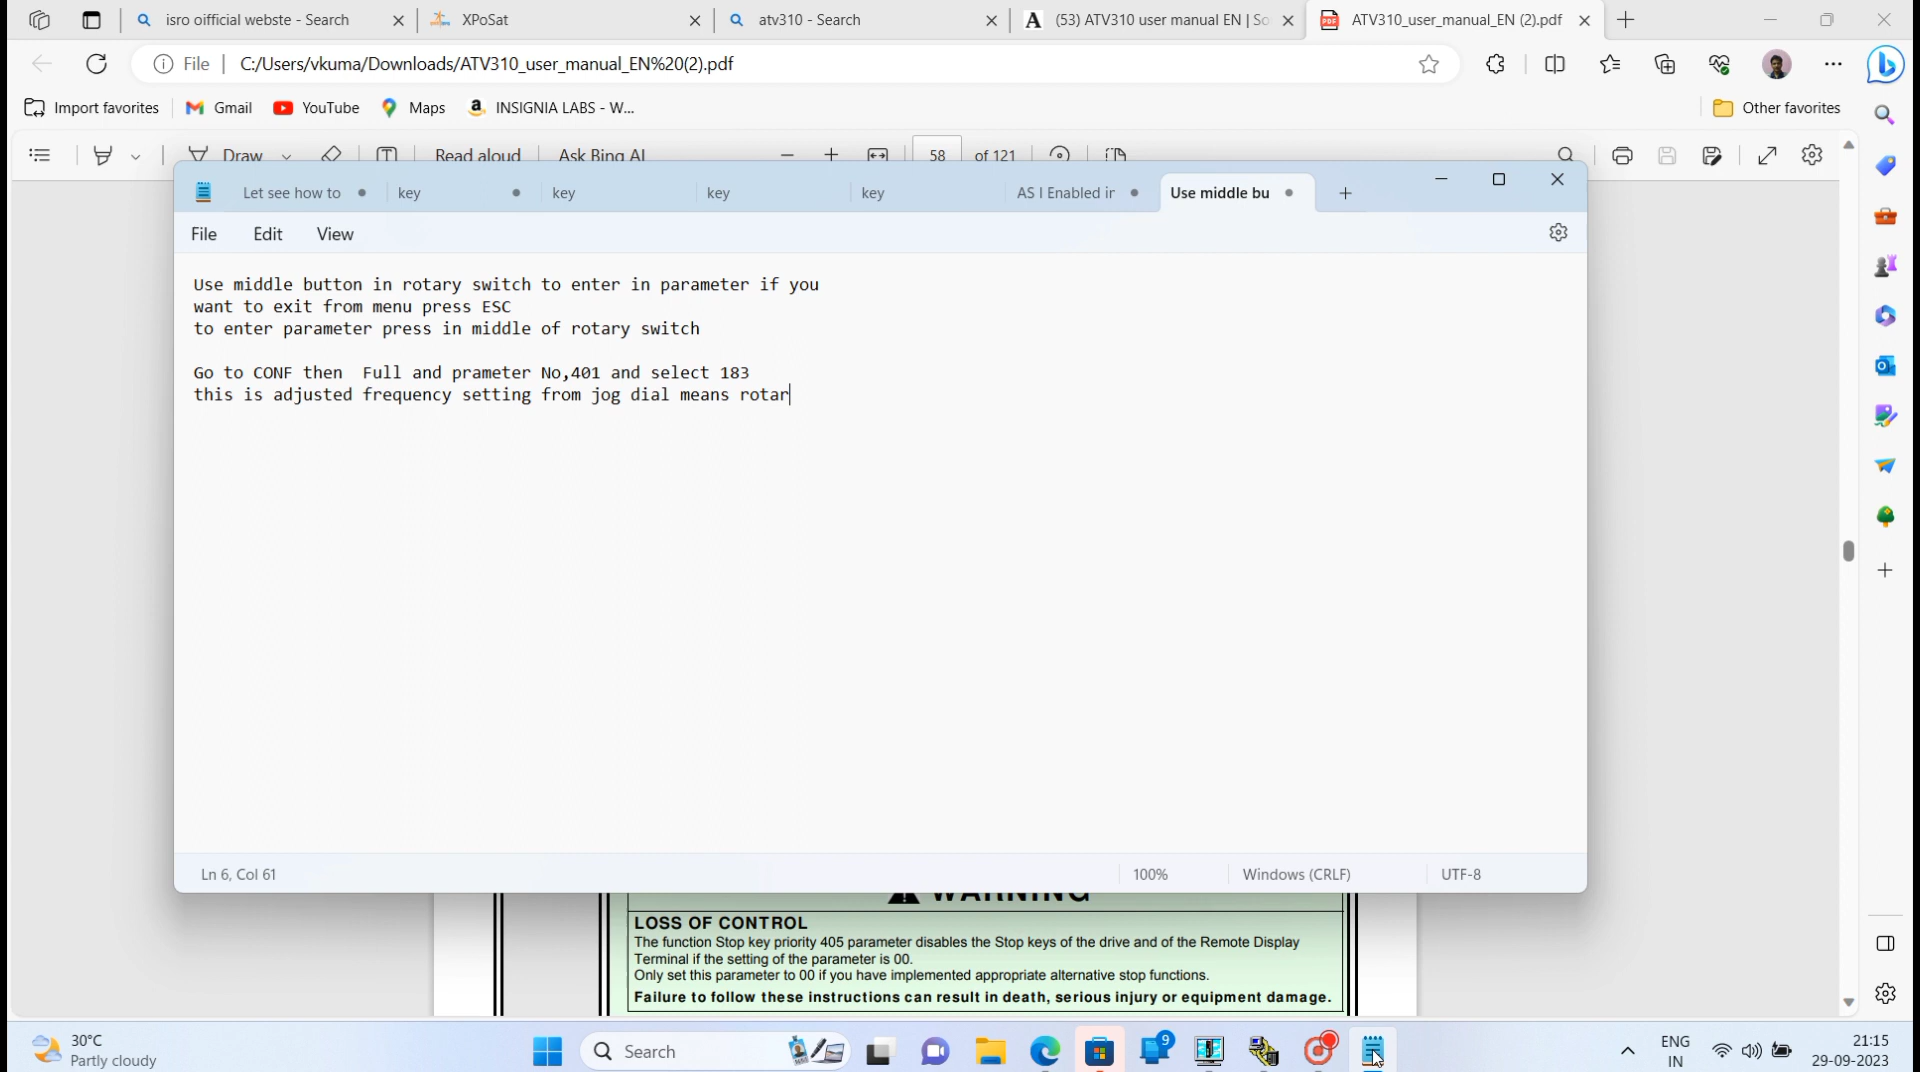 isro oiifficial webste - Search
XPoSat
atv310 - Search
(53) ATV310 user manual EN | So
ATV310_user_manual_EN (2).pdf
File
C:/Users/vkuma/Downloads/ATV310_user_manual_EN%20(2).pdf
Import favorites
Gmail
YouTube
Maps
INSIGNIA LABS - W...
Other favorites
Draw
Read aloud
Ask Bing AI
58
of 121
Let see how to
key
key
key
key
AS I Enabled ir
Use middle bu
File
Edit
View
Use middle button in rotary switch to enter in parameter if you
want to exit from menu press ESC
to enter parameter press in middle of rotary switch
Go to CONF then  Full and prameter No,401 and select 183
this is adjusted frequency setting from jog dial means rotar
Ln 6, Col 61
100%
Windows (CRLF)
UTF-8
WARNING
LOSS OF CONTROL
The function Stop key priority 405 parameter disables the Stop keys of the drive and of the Remote Display
Terminal if the setting of the parameter is 00.
Only set this parameter to 00 if you have implemented appropriate alternative stop functions.
Failure to follow these instructions can result in death, serious injury or equipment damage.
30°C
Partly cloudy
Search
9
ENG
IN
21:15
29-09-2023